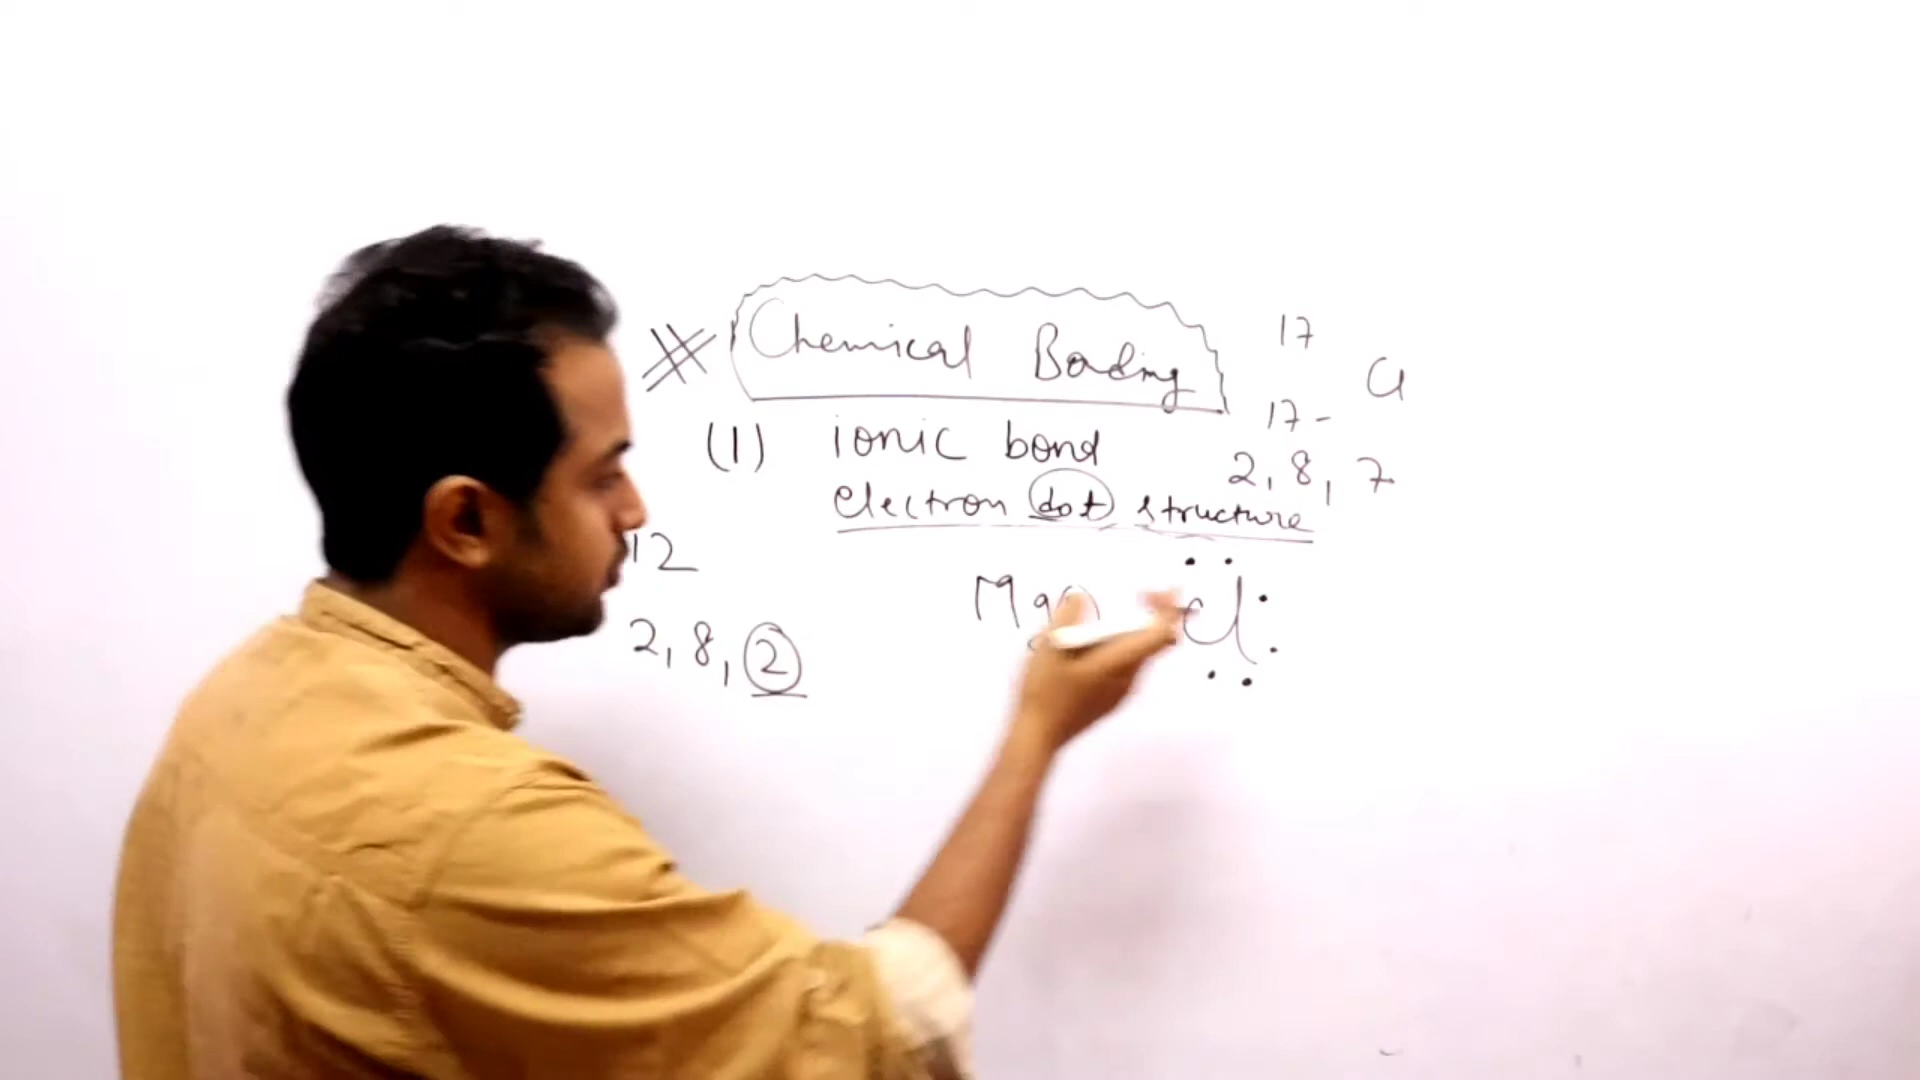 Chemical Bonding
(1) ionic bond
electron dot structure
17
Cl
17-
2, 8, 7
12
2, 8, 2
Mg Cl